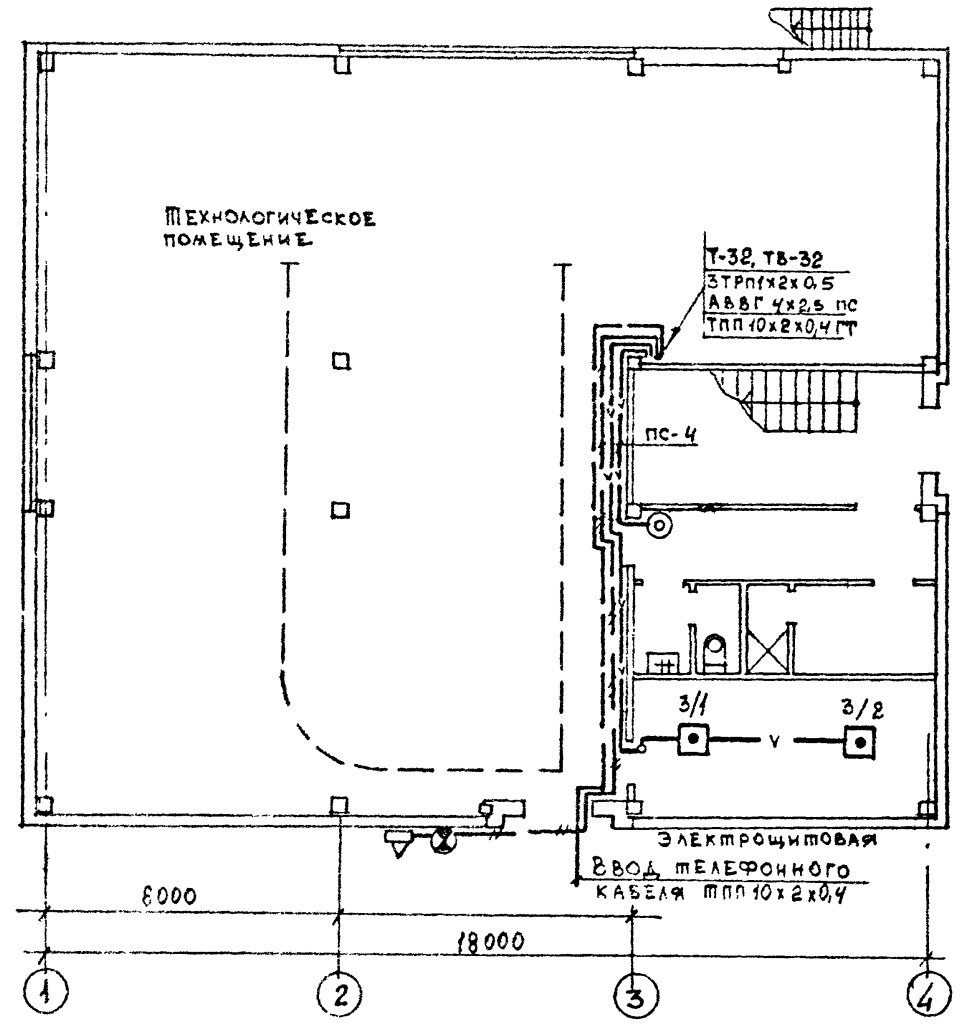 ТЕХНОЛОГИЧЕСКОЕ
ПОМЕЩЕНИЕ
Т-32, ТВ-32
3ТРП1х2х0,5
АВВГ 4х2,5 ПС
ТПП 10х2х0,4 ГТ
ПС-4
3/1
3/2
ЭЛЕКТРОЩИТОВАЯ
ВВОД ТЕЛЕФОННОГО
КАБЕЛЯ ТПП 10х2х0,4
6000
18000
1
2
3
4